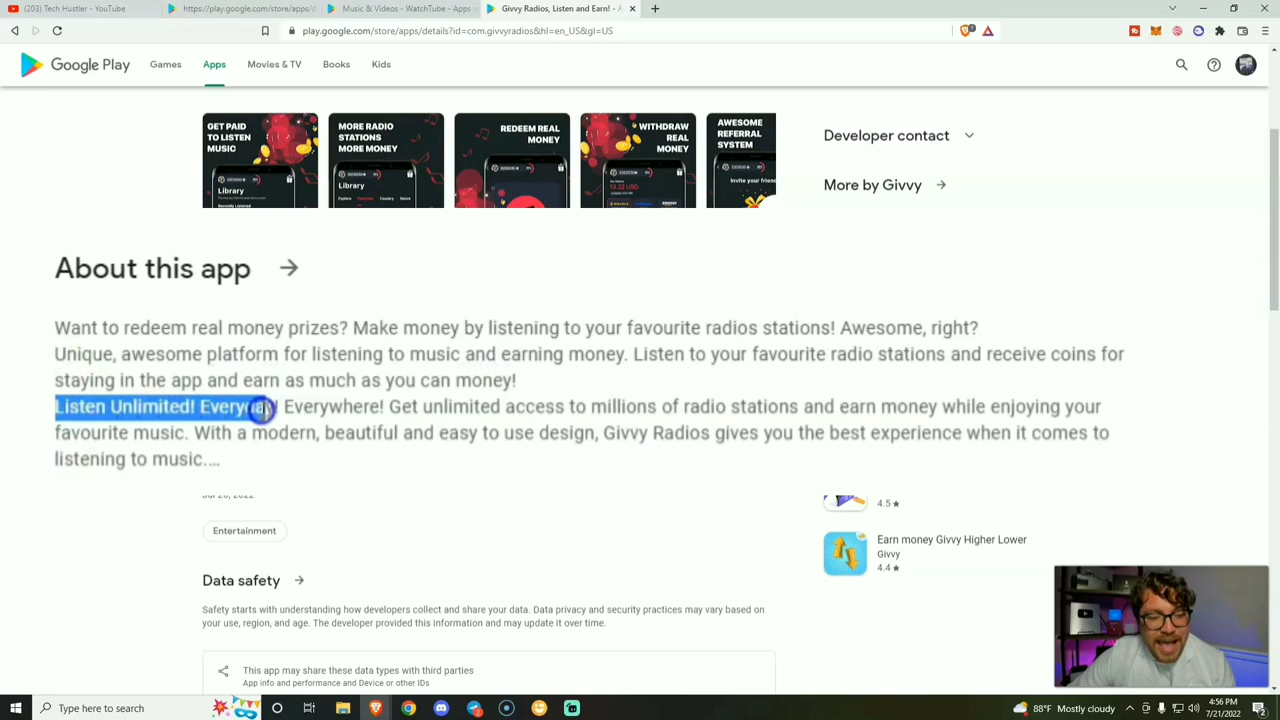 (203) Tech Hustler - YouTube
https://play.google.com/store/apps/d
Music & Videos - WatchTube - Apps
Givvy Radios, Listen and Earn! - A
play.google.com/store/apps/details?id=com.givvyradios&hl=en_US&gl=US
Google Play
Games
Apps
Movies & TV
Books
Kids
GET PAID
TO LISTEN
MUSIC
Library
MORE RADIO
STATIONS
MORE MONEY
Library
REDEEM REAL
MONEY
WITHDRAW
REAL
MONEY
13.22 USD
AWESOME
REFERRAL
SYSTEM
Invite your friend
Developer contact
More by Givvy
About this app
Want to redeem real money prizes? Make money by listening to your favourite radios stations! Awesome, right?
Unique, awesome platform for listening to music and earning money. Listen to your favourite radio stations and receive coins for
staying in the app and earn as much as you can money!
Listen Unlimited! Everyday! Everywhere! Get unlimited access to millions of radio stations and earn money while enjoying your
favourite music. With a modern, beautiful and easy to use design, Givvy Radios gives you the best experience when it comes to
listening to music....
4.5★
Entertainment
Earn money Givvy Higher Lower
Givvy
4.4★
Data safety
Safety starts with understanding how developers collect and share your data. Data privacy and security practices may vary based on
your use, region, and age. The developer provided this information and may update it over time.
This app may share these data types with third parties
App info and performance and Device or other IDs
Type here to search
88°F Mostly cloudy
4:56 PM
7/21/2022